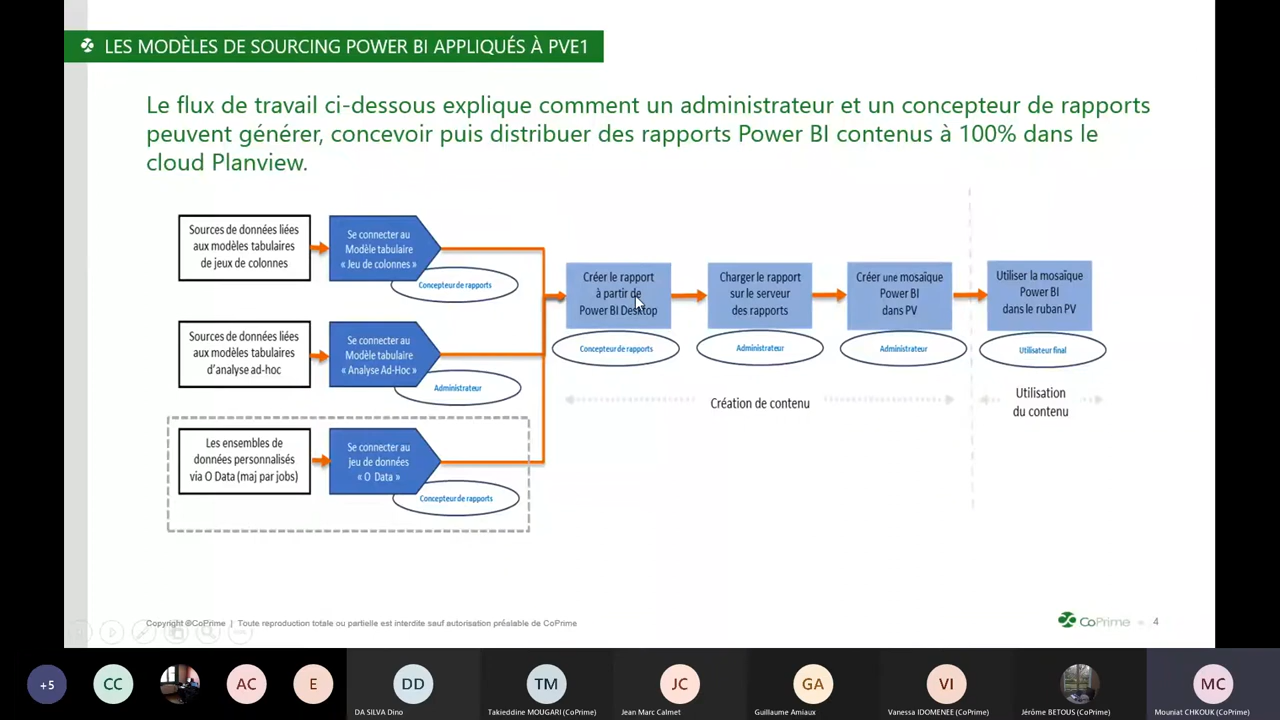 LES MODÈLES DE SOURCING POWER BI APPLIQUÉS À PVE1
Le flux de travail ci-dessous explique comment un administrateur et un concepteur de rapports
peuvent générer, concevoir puis distribuer des rapports Power BI contenus à 100% dans le
cloud Planview.
Sources de données liées
aux modèles tabulaires
de jeux de colonnes
Se connecter au
Modèle tabulaire
« Jeu de colonnes »
Concepteur de rapports
Sources de données liées
aux modèles tabulaires
d'analyse ad-hoc
Se connecter au
Modèle tabulaire
« Analyse Ad-Hoc »
Administrateur
Les ensembles de
données personnalisés
via O Data (maj par jobs)
Se connecter au
jeu de données
« O Data »
Concepteur de rapports
Créer le rapport
à partir de
Power BI Desktop
Concepteur de rapports
Charger le rapport
sur le serveur
des rapports
Administrateur
Créer une mosaïque
Power BI
dans PV
Administrateur
Utiliser la mosaïque
Power BI
dans le ruban PV
Utilisateur final
Création de contenu
Utilisation
du contenu
Copyright @CoPrime | Toute reproduction totale ou partielle est interdite sauf autorisation préalable de CoPrime
CoPrime
4
+5
CC
AC
E
DD
TM
JC
GA
VI
MC
DA SILVA Dino
Takieddine MOUGARI (CoPrime)
Jean Marc Calmet
Guillaume Amiaux
Vanessa IDOMENEE (CoPrime)
Jérôme BETOUS (CoPrime)
Mouniat CHKOUK (CoPrime)